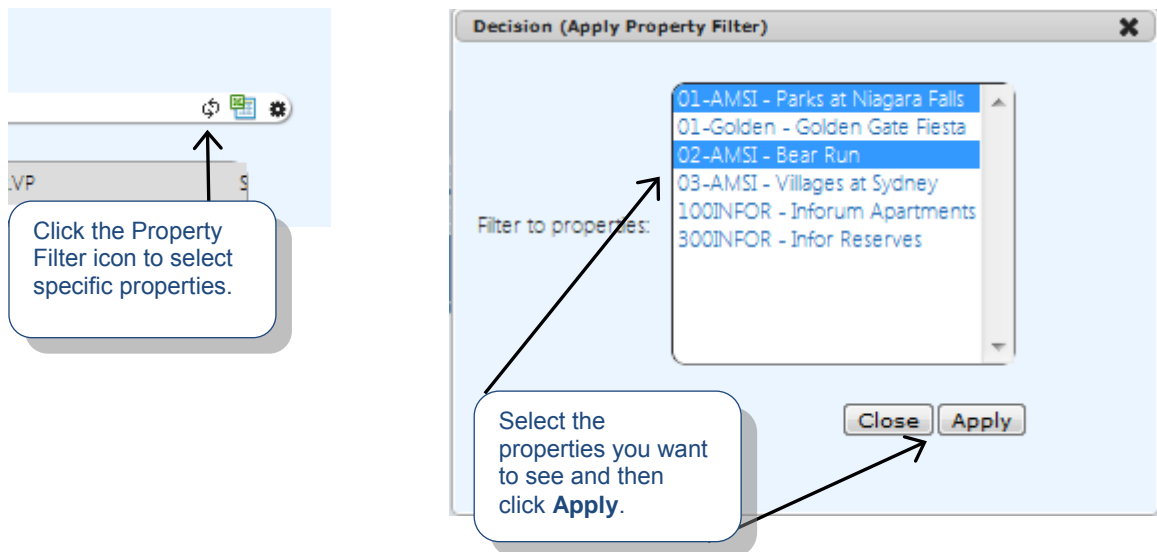 .VP S
Click the Property
Filter icon to select
specific properties.
Decision (Apply Property Filter)
Filter to properties:
01-AMSI - Parks at Niagara Falls
01-Golden - Golden Gate Fiesta
02-AMSI - Bear Run
03-AMSI - Villages at Sydney
100INFOR - Inforum Apartments
300INFOR - Infor Reserves
Close Apply
Select the
properties you want
to see and then
click Apply.